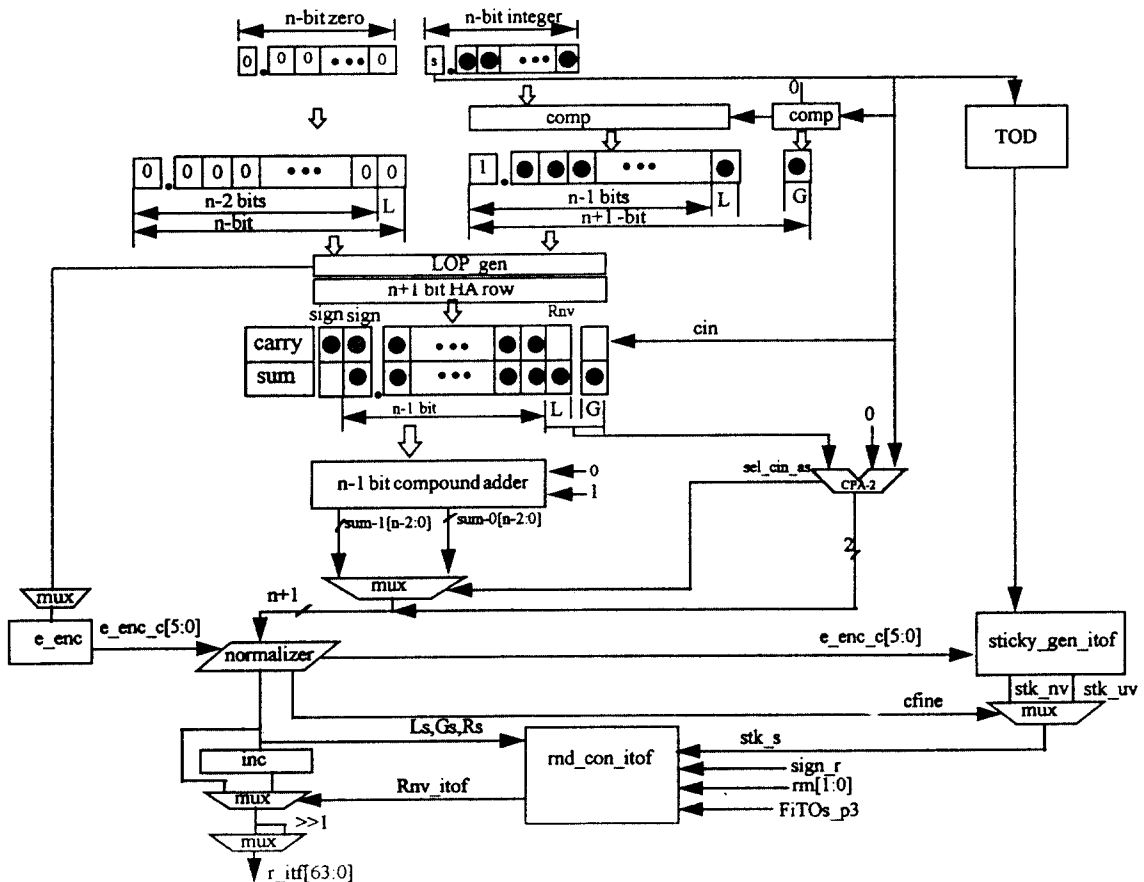 n-bit zero
n-bit integer
0 . 0 0 ••• 0
s . •••
0
comp
comp
TOD
0 . 0 0 0 ••• 0 0
1 . •••
n-2 bits L
n-bit
n-1 bits L G
n+1 -bit
LOP_gen
n+1 bit HA row
sign sign Rnv
cin
carry •••
sum . •••
n-1 bit L G
0
sel_cin_as
CPA-2
n-1 bit compound adder
0
1
sum-1[n-2:0] sum-0[n-2:0]
2
mux
mux
n+1
e_enc
e_enc_c[5:0]
normalizer
e_enc_c[5:0]
sticky_gen_itof
stk_nv stk_uv
cfine
mux
Ls,Gs,Rs
rnd_con_itof
stk_s
inc
sign_r
rm[1:0]
FiTOs_p3
Rnv_itof
mux
>>1
mux
r_itf[63:0]